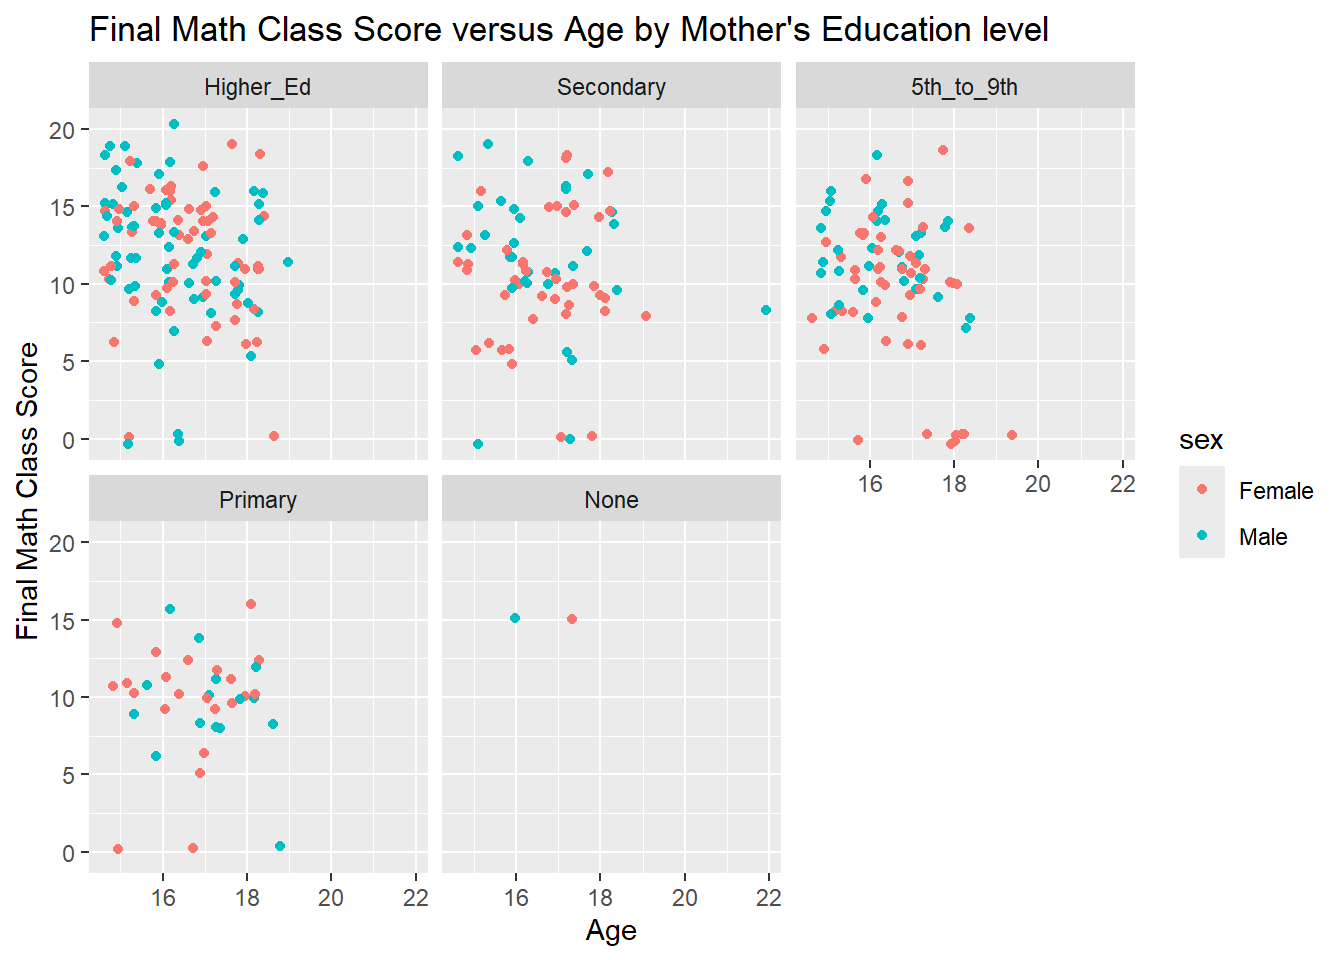 Final Math Class Score versus Age by Mother's Education level
Higher_Ed
Secondary
5th_to_9th
20
15
10
5
0
16
18
20
22
Primary
None
20
15
10
5
0
16
18
20
22
16
18
20
22
Final Math Class Score
Age
sex
Female
Male